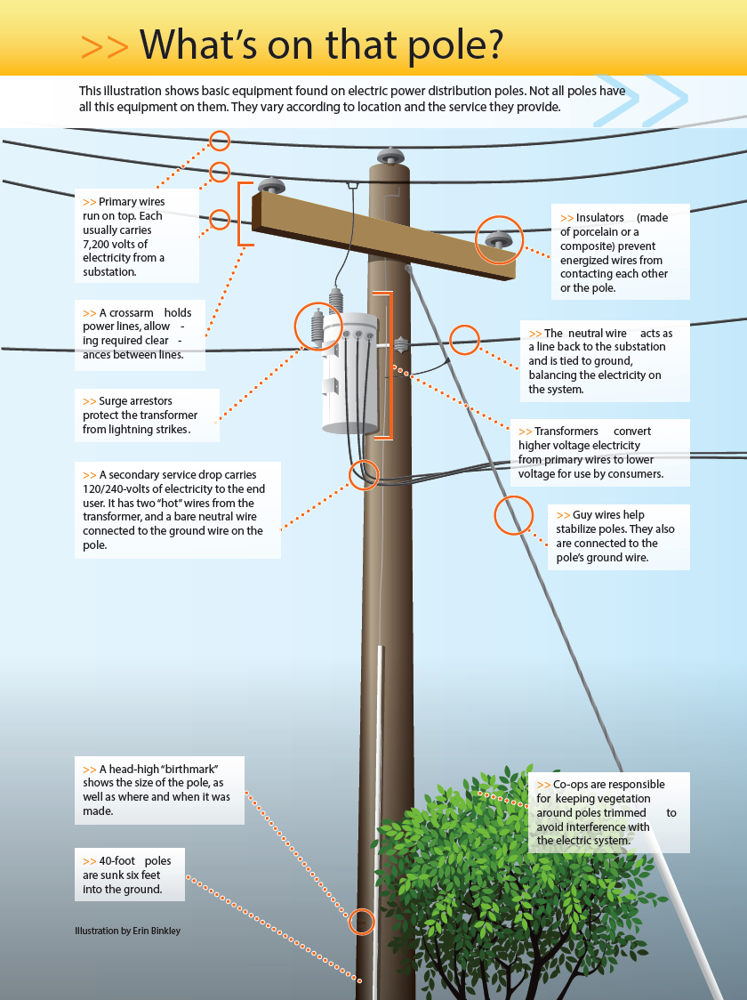 >> What's on that pole?
This illustration shows basic equipment found on electric power distribution poles. Not all poles have
all this equipment on them. They vary according to location and the service they provide.
>> Primary wires
run on top. Each
usually carries
7,200 volts of
electricity from a
substation.
>> A crossarm holds
power lines, allow -
ing required clear -
ances between lines.
>> Surge arrestors
protect the transformer
from lightning strikes.
>> A secondary service drop carries
120/240-volts of electricity to the end
user. It has two "hot" wires from the
transformer, and a bare neutral wire
connected to the ground wire on the
pole.
>> Insulators (made
of porcelain or a
composite) prevent
energized wires from
contacting each other
or the pole.
>> The neutral wire acts as
a line back to the substation
and is tied to ground,
balancing the electricity on
the system.
>> Transformers convert
higher voltage electricity
from primary wires to lower
voltage for use by consumers.
>> Guy wires help
stabilize poles. They also
are connected to the
pole's ground wire.
>> A head-high "birthmark"
shows the size of the pole, as
well as where and when it was
made.
>> 40-foot poles
are sunk six feet
into the ground.
>> Co-ops are responsible
for keeping vegetation
around poles trimmed to
avoid interference with
the electric system.
Illustration by Erin Binkley